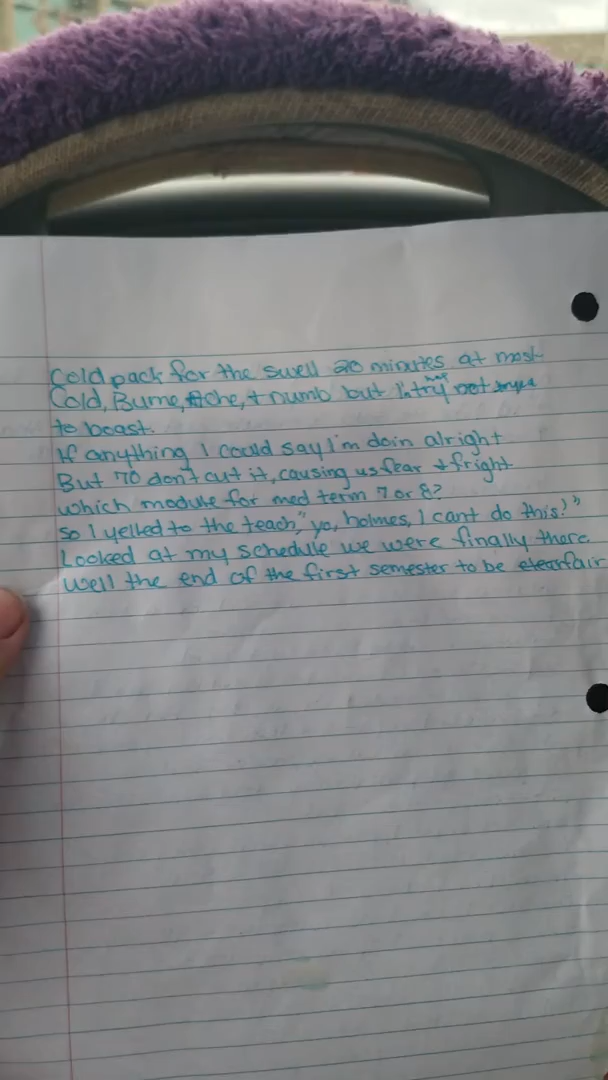 Cold pack for the swell 20 minutes at most
Cold, Burne, Ache, + numb but I try not
to boast.
If anything I could say I'm doin alright
But 70 don't cut it, causing us fear + fright
which module for med term 7 or 8?
so I yelled to the teach, "yo, holmes, I cant do this!"
Looked at my schedule we were finally there
well the end of the first semester to be fair